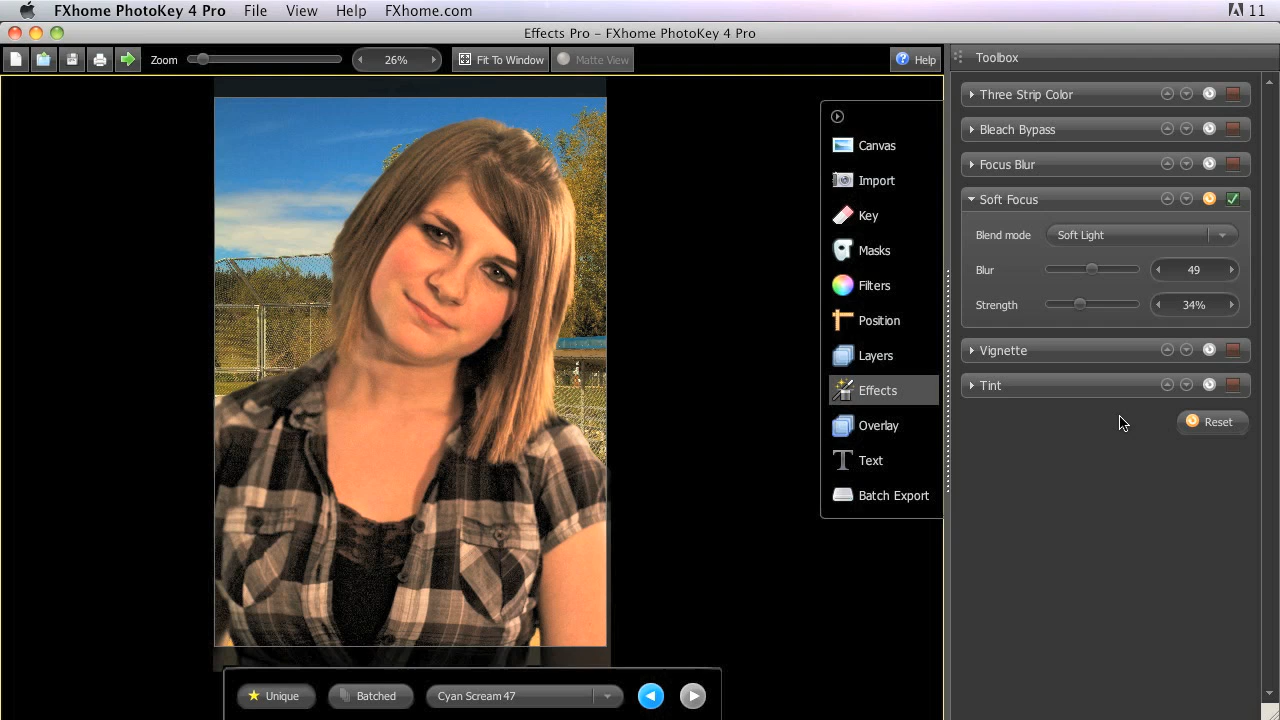 FXhome PhotoKey 4 Pro File View Help FXhome.com 11
Effects Pro – FXhome PhotoKey 4 Pro
Zoom 26% Fit To Window Matte View Help
Toolbox
Three Strip Color
Bleach Bypass
Focus Blur
Soft Focus
Blend mode Soft Light
Blur 49
Strength 34%
Vignette
Tint
Reset
Canvas
Import
Key
Masks
Filters
Position
Layers
Effects
Overlay
Text
Batch Export
Unique Batched Cyan Scream 47